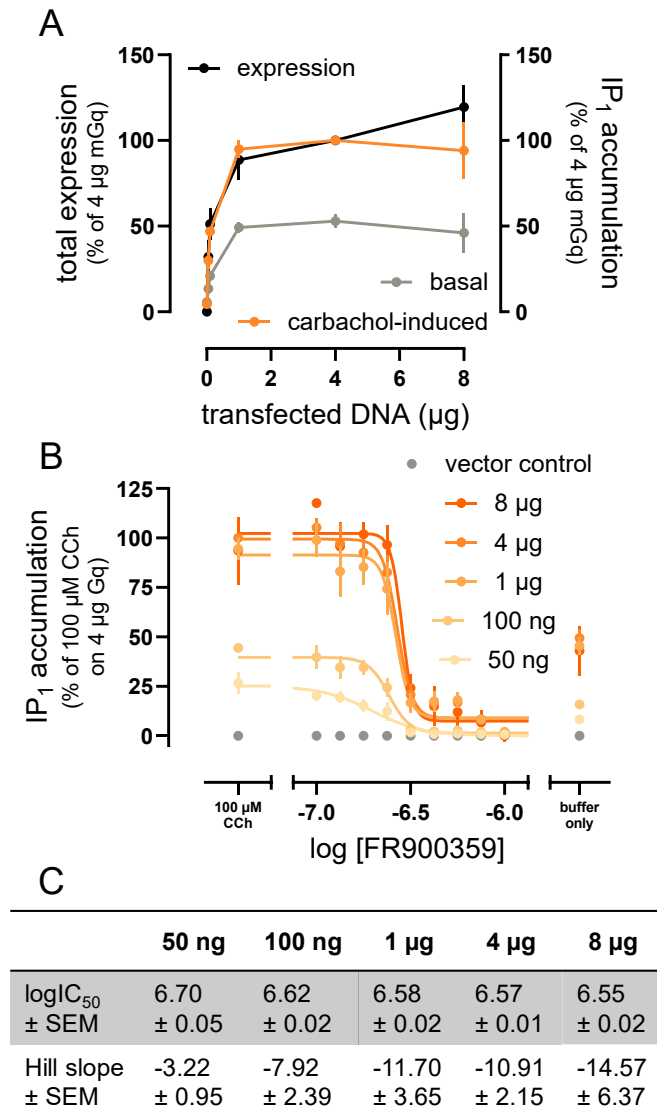 A
150
100
50
0
total expression
(% of 4 µg mGq)
expression
basal
carbachol-induced
150
100
50
0
IP₁ accumulation
(% of 4 µg mGq)
0 2 4 6 8
transfected DNA (µg)
B
125
100
75
50
25
0
IP₁ accumulation
(% of 100 µM CCh
on 4 µg Gq)
vector control
8 µg
4 µg
1 µg
100 ng
50 ng
100 µM
CCh
-7.0 -6.5 -6.0
buffer
only
log [FR900359]
C
50 ng 100 ng 1 µg 4 µg 8 µg
logIC₅₀ 6.70 6.62 6.58 6.57 6.55
± SEM ± 0.05 ± 0.02 ± 0.02 ± 0.01 ± 0.02
Hill slope -3.22 -7.92 -11.70 -10.91 -14.57
± SEM ± 0.95 ± 2.39 ± 3.65 ± 2.15 ± 6.37